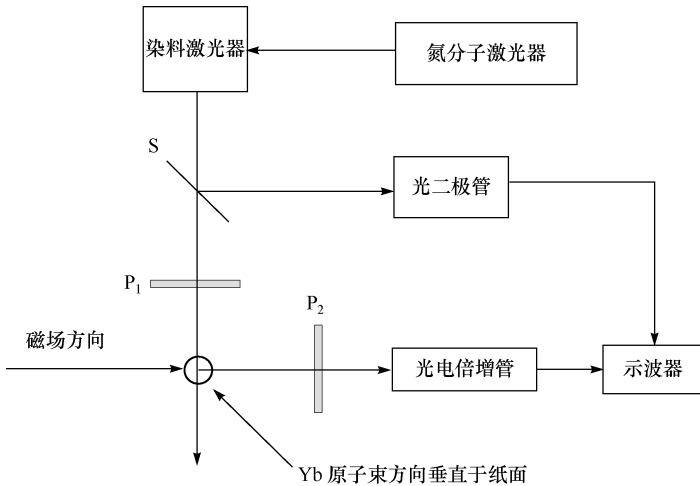 染料激光器
氮分子激光器
S
光二极管
P₁
P₂
磁场方向
光电倍增管
示波器
Yb 原子束方向垂直于纸面